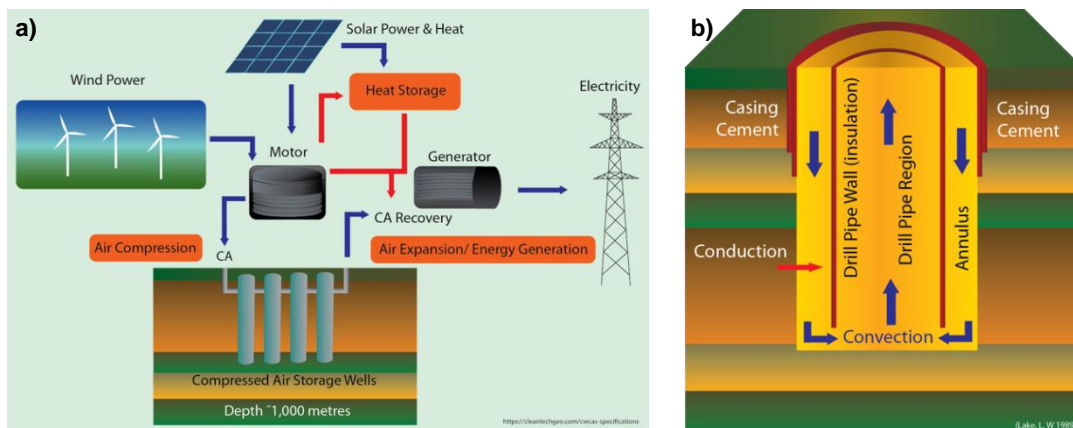 a)
Solar Power & Heat
Wind Power
Heat Storage
Electricity
Motor
Generator
CA Recovery
Air Compression
CA
Air Expansion/ Energy Generation
Compressed Air Storage Wells
Depth ˜1,000 metres
https://cleantechgeo.com/cwcas-specifications
b)
Casing
Cement
Casing
Cement
Drill Pipe Wall (insulation)
Drill Pipe Region
Annulus
Conduction
Convection
(Lake, L. W 1989